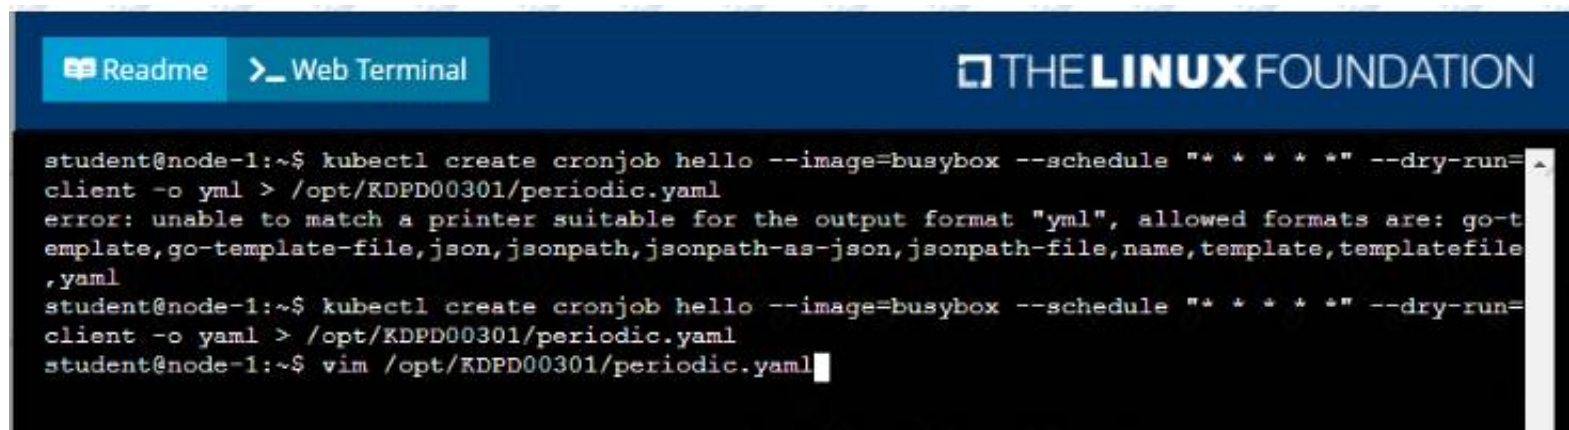 Readme >_ Web Terminal THE LINUX FOUNDATION
student@node-1:~$ kubectl create cronjob hello --image=busybox --schedule "* * * * *" --dry-run=
client -o yml > /opt/KDPD00301/periodic.yaml
error: unable to match a printer suitable for the output format "yml", allowed formats are: go-t
emplate,go-template-file,json,jsonpath,jsonpath-as-json,jsonpath-file,name,template,templatefile
,yaml
student@node-1:~$ kubectl create cronjob hello --image=busybox --schedule "* * * * *" --dry-run=
client -o yaml > /opt/KDPD00301/periodic.yaml
student@node-1:~$ vim /opt/KDPD00301/periodic.yaml